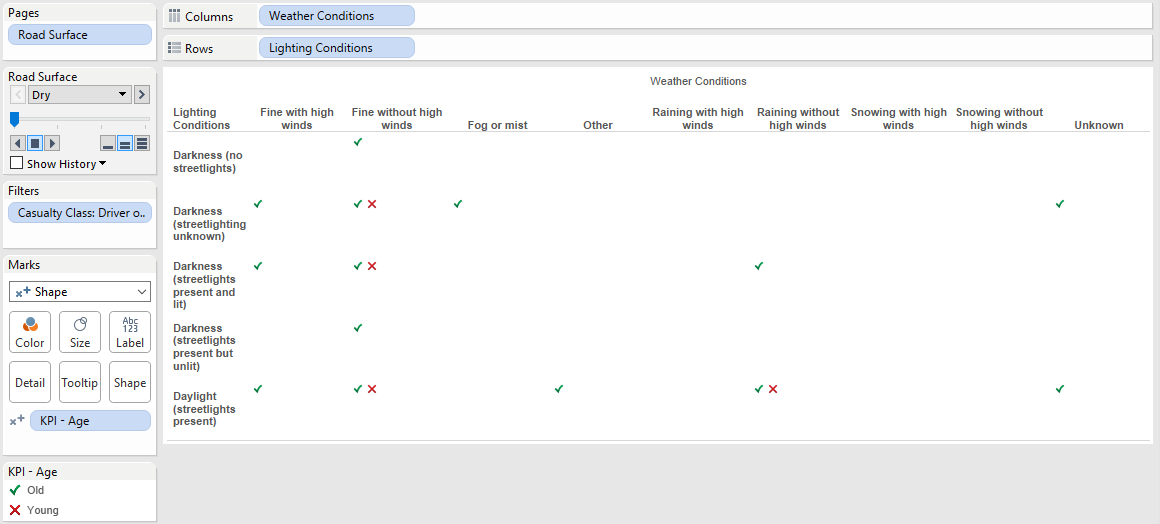 Pages
Road Surface
Columns
Weather Conditions
Rows
Lighting Conditions
Road Surface
Dry
Show History
Filters
Casualty Class: Driver o..
Marks
Shape
Color
Size
Abc
123
Label
Detail
Tooltip
Shape
KPI - Age
KPI - Age
Old
Young
Weather Conditions
Lighting
Conditions
Fine with high
winds
Fine without high
winds
Fog or mist
Other
Raining with high
winds
Raining without
high winds
Snowing with high
winds
Snowing without
high winds
Unknown
Darkness (no
streetlights)
Darkness
(streetlighting
unknown)
Darkness
(streetlights
present and
lit)
Darkness
(streetlights
present but
unlit)
Daylight
(streetlights
present)